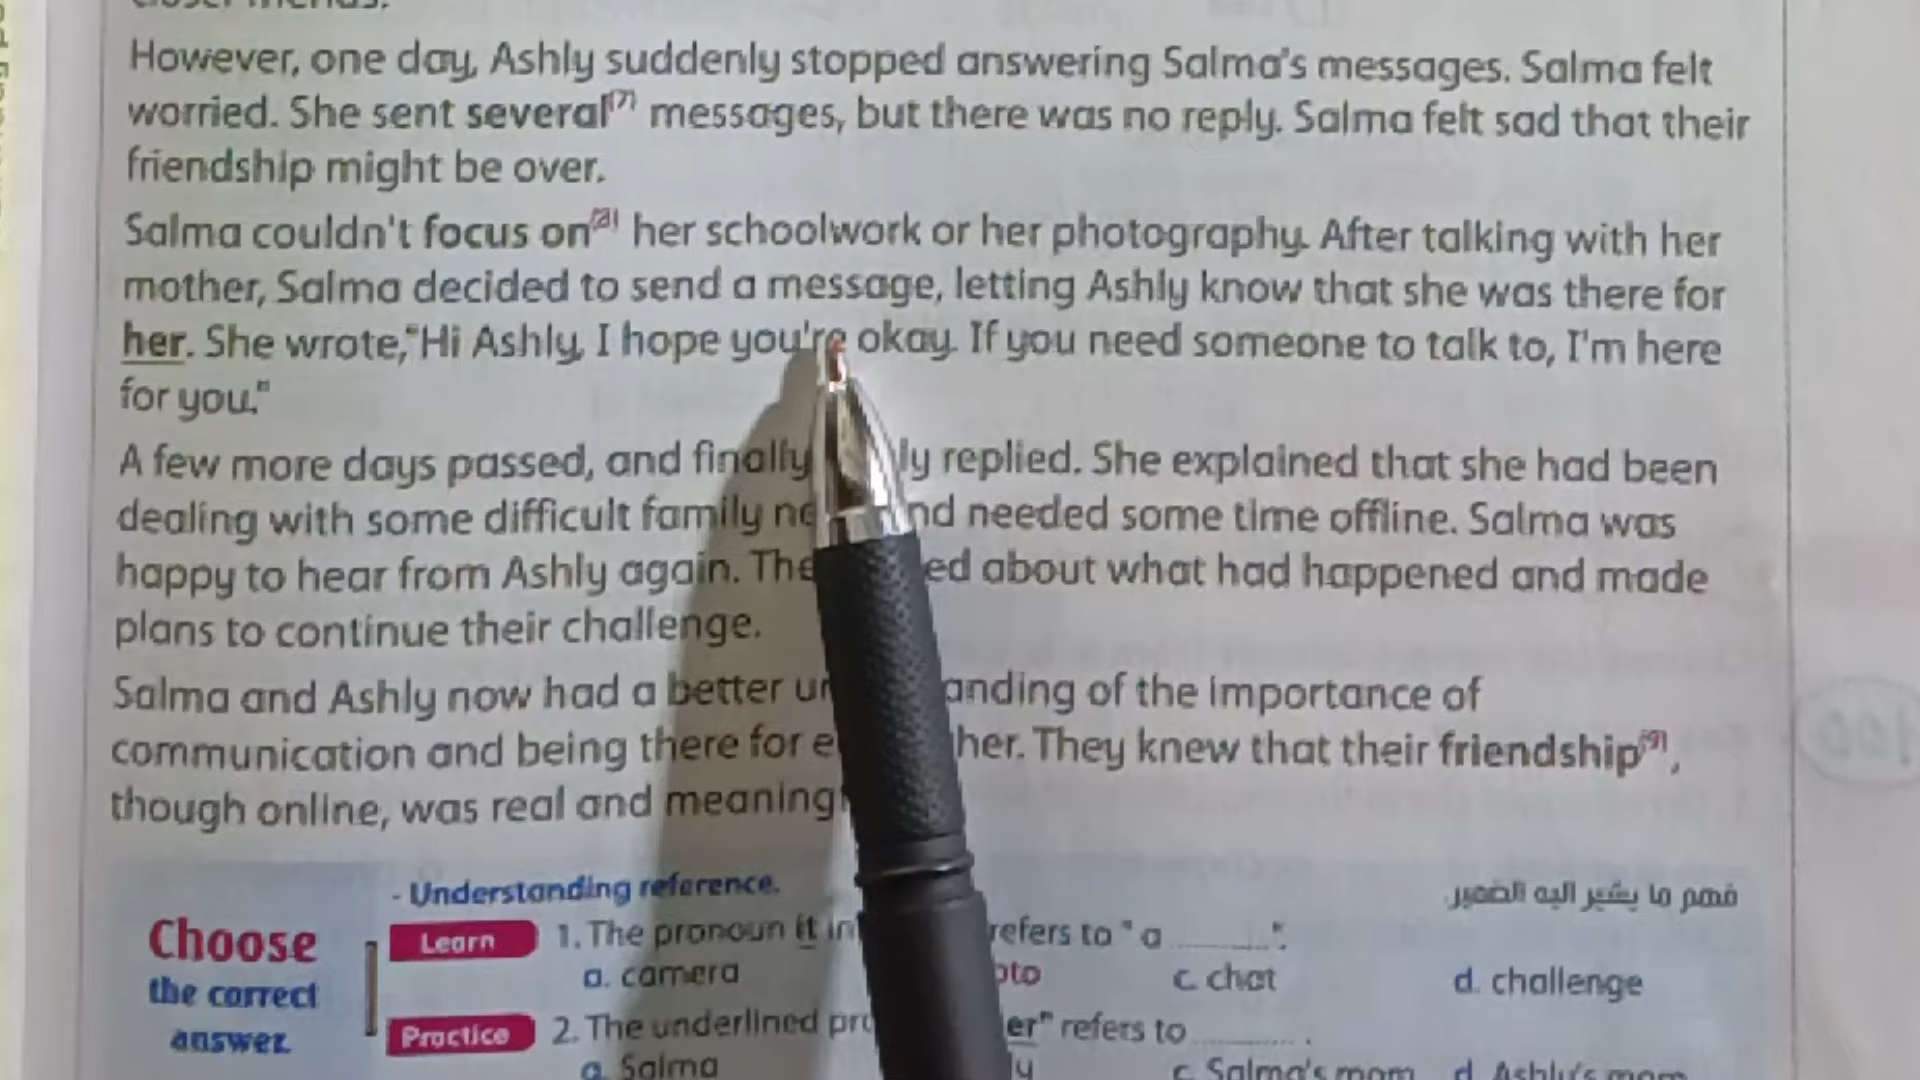 However, one day, Ashly suddenly stopped answering Salma's messages. Salma felt
worried. She sent several[7] messages, but there was no reply. Salma felt sad that their
friendship might be over.
Salma couldn't focus on[8] her schoolwork or her photography. After talking with her
mother, Salma decided to send a message, letting Ashly know that she was there for
her. She wrote,"Hi Ashly, I hope you're okay. If you need someone to talk to, I'm here
for you."
A few more days passed, and finally ly replied. She explained that she had been
dealing with some difficult family ne nd needed some time offline. Salma was
happy to hear from Ashly again. The ed about what had happened and made
plans to continue their challenge.
Salma and Ashly now had a better un anding of the importance of
communication and being there for e her. They knew that their friendship[9],
though online, was real and meaning
- Understanding reference.
فهم ما يشير اليه الضمير.
Choose
the correct
answer.
Learn 1. The pronoun it in refers to "a ........".
a. camera oto c. chat d. challenge
Practice 2. The underlined pro er" refers to ........ .
a. Salma ly c. Salma's mom d. Ashly's mom